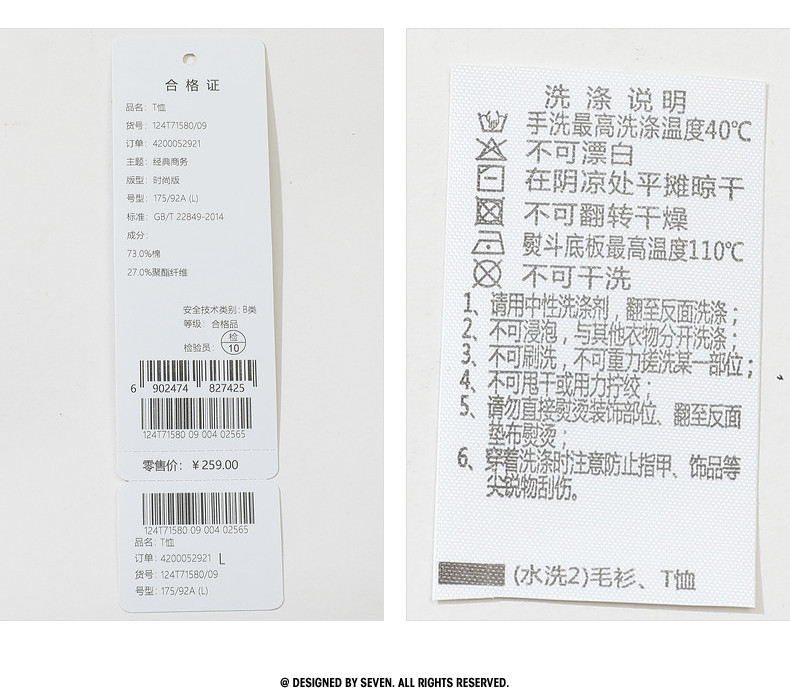 合格证
品名: T恤
货号: 124T71580/09
订单: 4200052921
主题: 经典商务
版型: 时尚版
号型: 175/92A (L)
标准: GB/T 22849-2014
成分:
73.0%棉
27.0%聚酯纤维
安全技术类别: B类
等级: 合格品
检验员: 检 10
6 902474 827425
124T71580 09 004 02565
零售价: ¥259.00
124T71580 09 004 02565
品名: T恤
订单: 4200052921 L
货号: 124T71580/09
号型: 175/92A (L)
洗涤说明
手洗最高洗涤温度40℃
不可漂白
在阴凉处平摊晾干
不可翻转干燥
熨斗底板最高温度110℃
不可干洗
1、请用中性洗涤剂，翻至反面洗涤；
2、不可浸泡，与其他衣物分开洗涤；
3、不可刷洗，不可重力搓洗某一部位；
4、不可甩干或用力拧绞；
5、请勿直接熨烫装饰部位、翻至反面
垫布熨烫；
6、穿着洗涤时注意防止指甲、饰品等
尖锐物刮伤。
(水洗2)毛衫、T恤
@ DESIGNED BY SEVEN. ALL RIGHTS RESERVED.